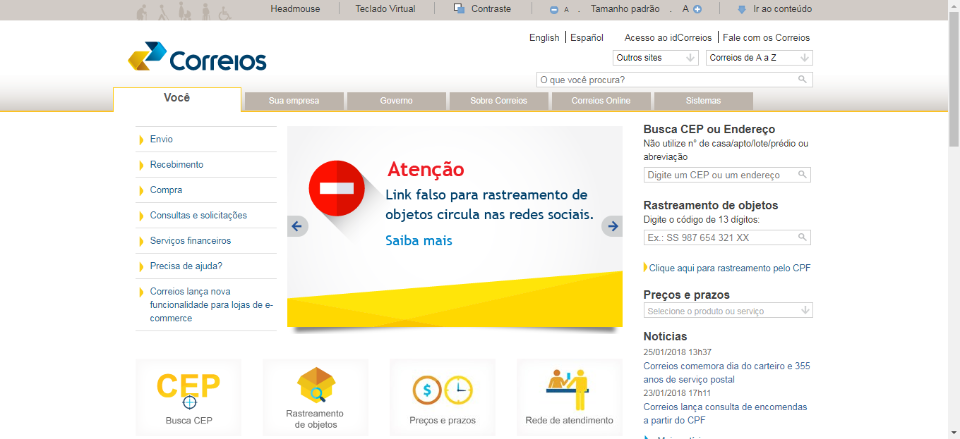 Headmouse
Teclado Virtual
Contraste
A . Tamanho padrão . A
Ir ao conteúdo
English
Español
Acesso ao idCorreios
Fale com os Correios
Outros sites
Correios de A a Z
Correios
O que você procura?
Você
Sua empresa
Governo
Sobre Correios
Correios Online
Sistemas
Envio
Recebimento
Compra
Consultas e solicitações
Serviços financeiros
Precisa de ajuda?
Correios lança nova
funcionalidade para lojas de e-
commerce
Atenção
Link falso para rastreamento de
objetos circula nas redes sociais.
Saiba mais
Busca CEP ou Endereço
Não utilize n° de casa/apto/lote/prédio ou
abreviação
Digite um CEP ou um endereço
Rastreamento de objetos
Digite o código de 13 dígitos:
Ex.: SS 987 654 321 XX
Clique aqui para rastreamento pelo CPF
Preços e prazos
Selecione o produto ou serviço
Notícias
25/01/2018 13h37
Correios comemora dia do carteiro e 355
anos de serviço postal
23/01/2018 17h11
Correios lança consulta de encomendas
a partir do CPF
CEP
Busca CEP
Rastreamento
de objetos
$
Preços e prazos
Rede de atendimento